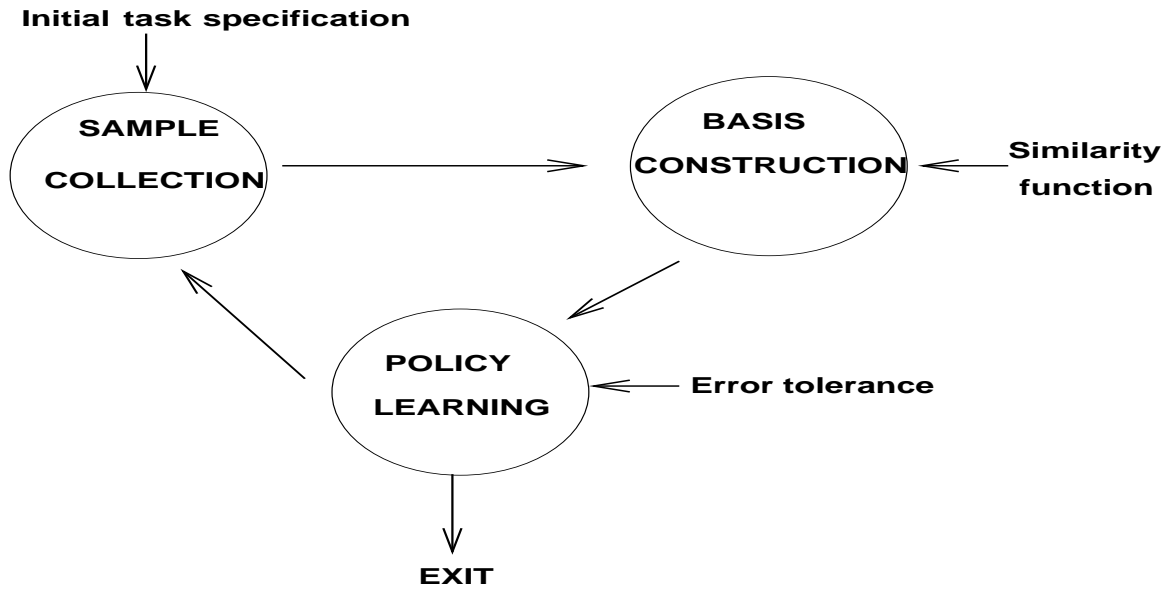 Initial task specification
SAMPLE
COLLECTION
BASIS
CONSTRUCTION
Similarity
function
POLICY
LEARNING
Error tolerance
EXIT